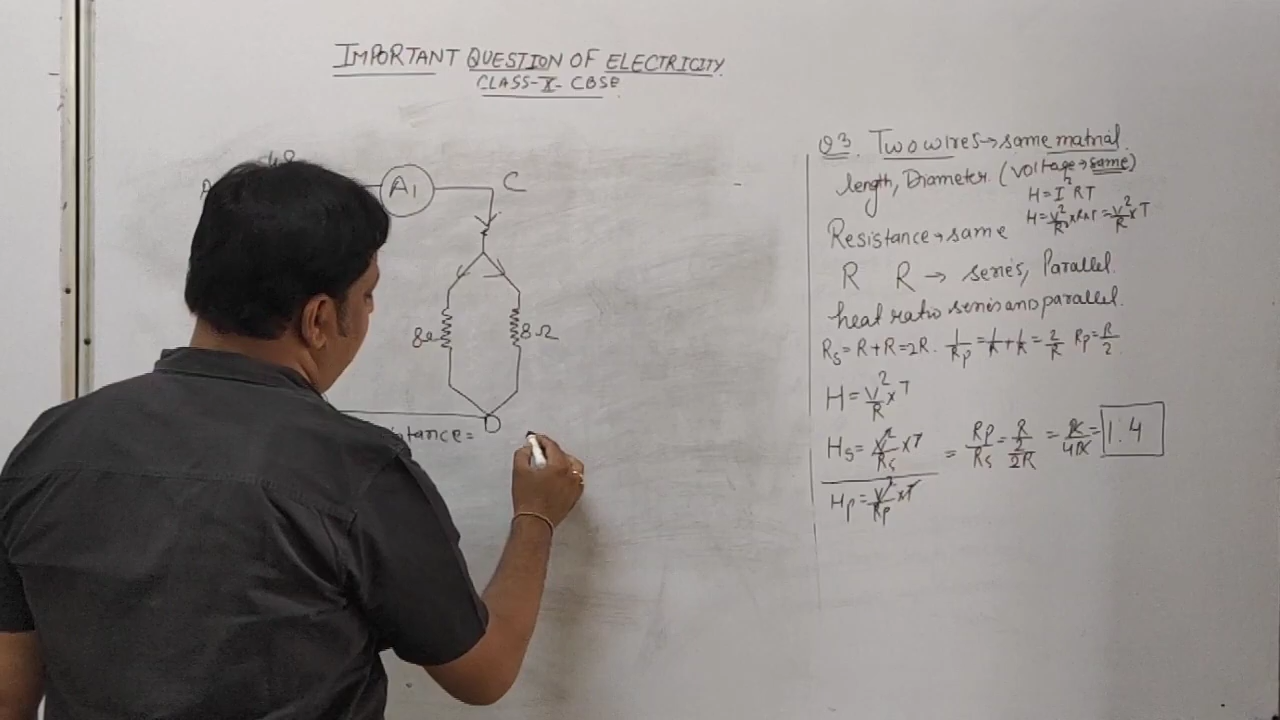 IMPORTANT QUESTION OF ELECTRICITY
CLASS-X-CBSE
A1
C
8Ω
8Ω
stance=
Q3. Two wires→same matrial
length, Diameter. (voltage→same)
H=I²RT
H=V²/R²×R×T=V²/R×T
Resistance→same
R R → series, Parallel.
heat ratio series and parallel.
Rs=R+R=2R. 1/Rp=1/R+1/R=2/R Rp=R/2
H=V²/R×T
Hs=V²/Rs×T = Rp/Rs=R/2/2R =R/4R=1:4
Hp=V²/Rp×T